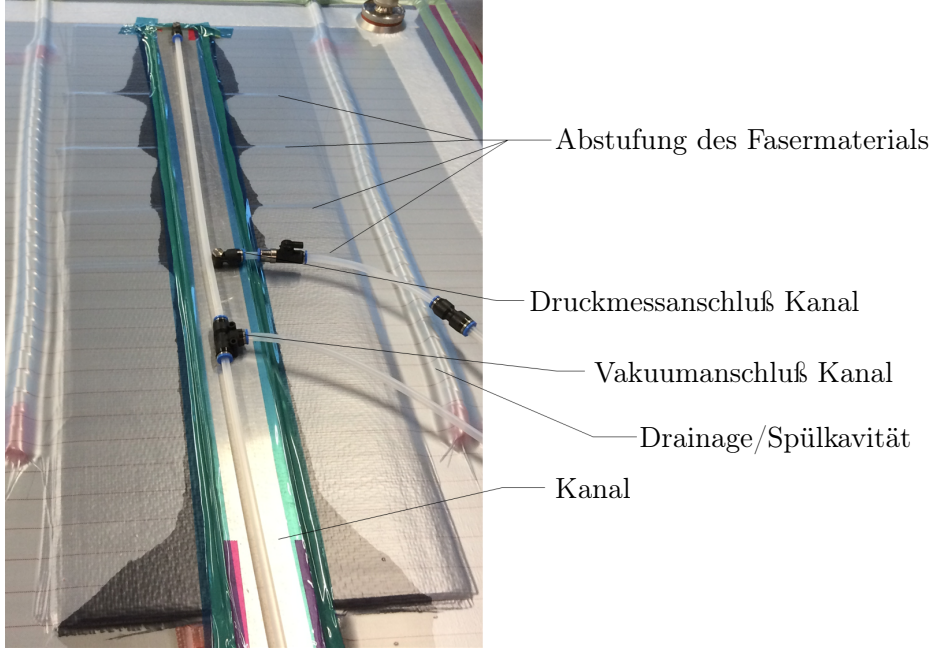 Abstufung des Fasermaterials
Druckmessanschluß Kanal
Vakuumanschluß Kanal
Drainage/Spülkavität
Kanal